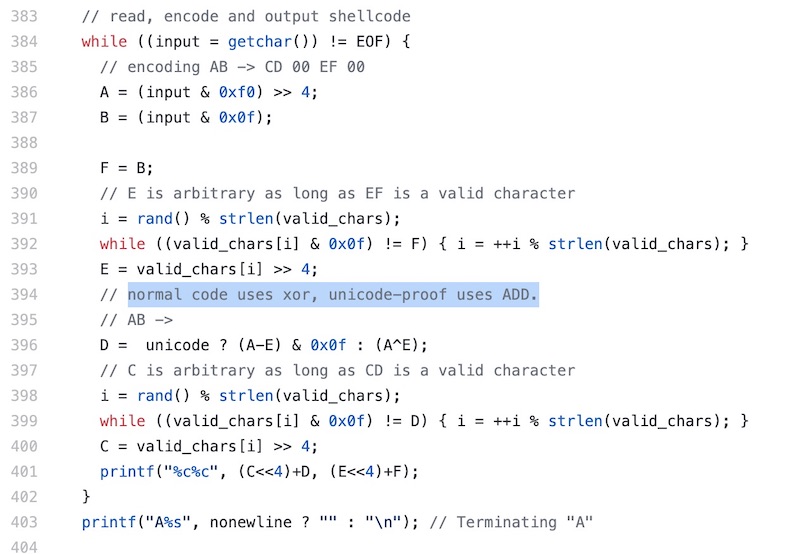 383 // read, encode and output shellcode
384 while ((input = getchar()) != EOF) {
385 // encoding AB -> CD 00 EF 00
386 A = (input & 0xf0) >> 4;
387 B = (input & 0x0f);
388
389 F = B;
390 // E is arbitrary as long as EF is a valid character
391 i = rand() % strlen(valid_chars);
392 while ((valid_chars[i] & 0x0f) != F) { i = ++i % strlen(valid_chars); }
393 E = valid_chars[i] >> 4;
394 // normal code uses xor, unicode-proof uses ADD.
395 // AB ->
396 D =  unicode ? (A-E) & 0x0f : (A^E);
397 // C is arbitrary as long as CD is a valid character
398 i = rand() % strlen(valid_chars);
399 while ((valid_chars[i] & 0x0f) != D) { i = ++i % strlen(valid_chars); }
400 C = valid_chars[i] >> 4;
401 printf("%c%c", (C<<4)+D, (E<<4)+F);
402 }
403 printf("A%s", nonewline ? "" : "\n"); // Terminating "A"
404